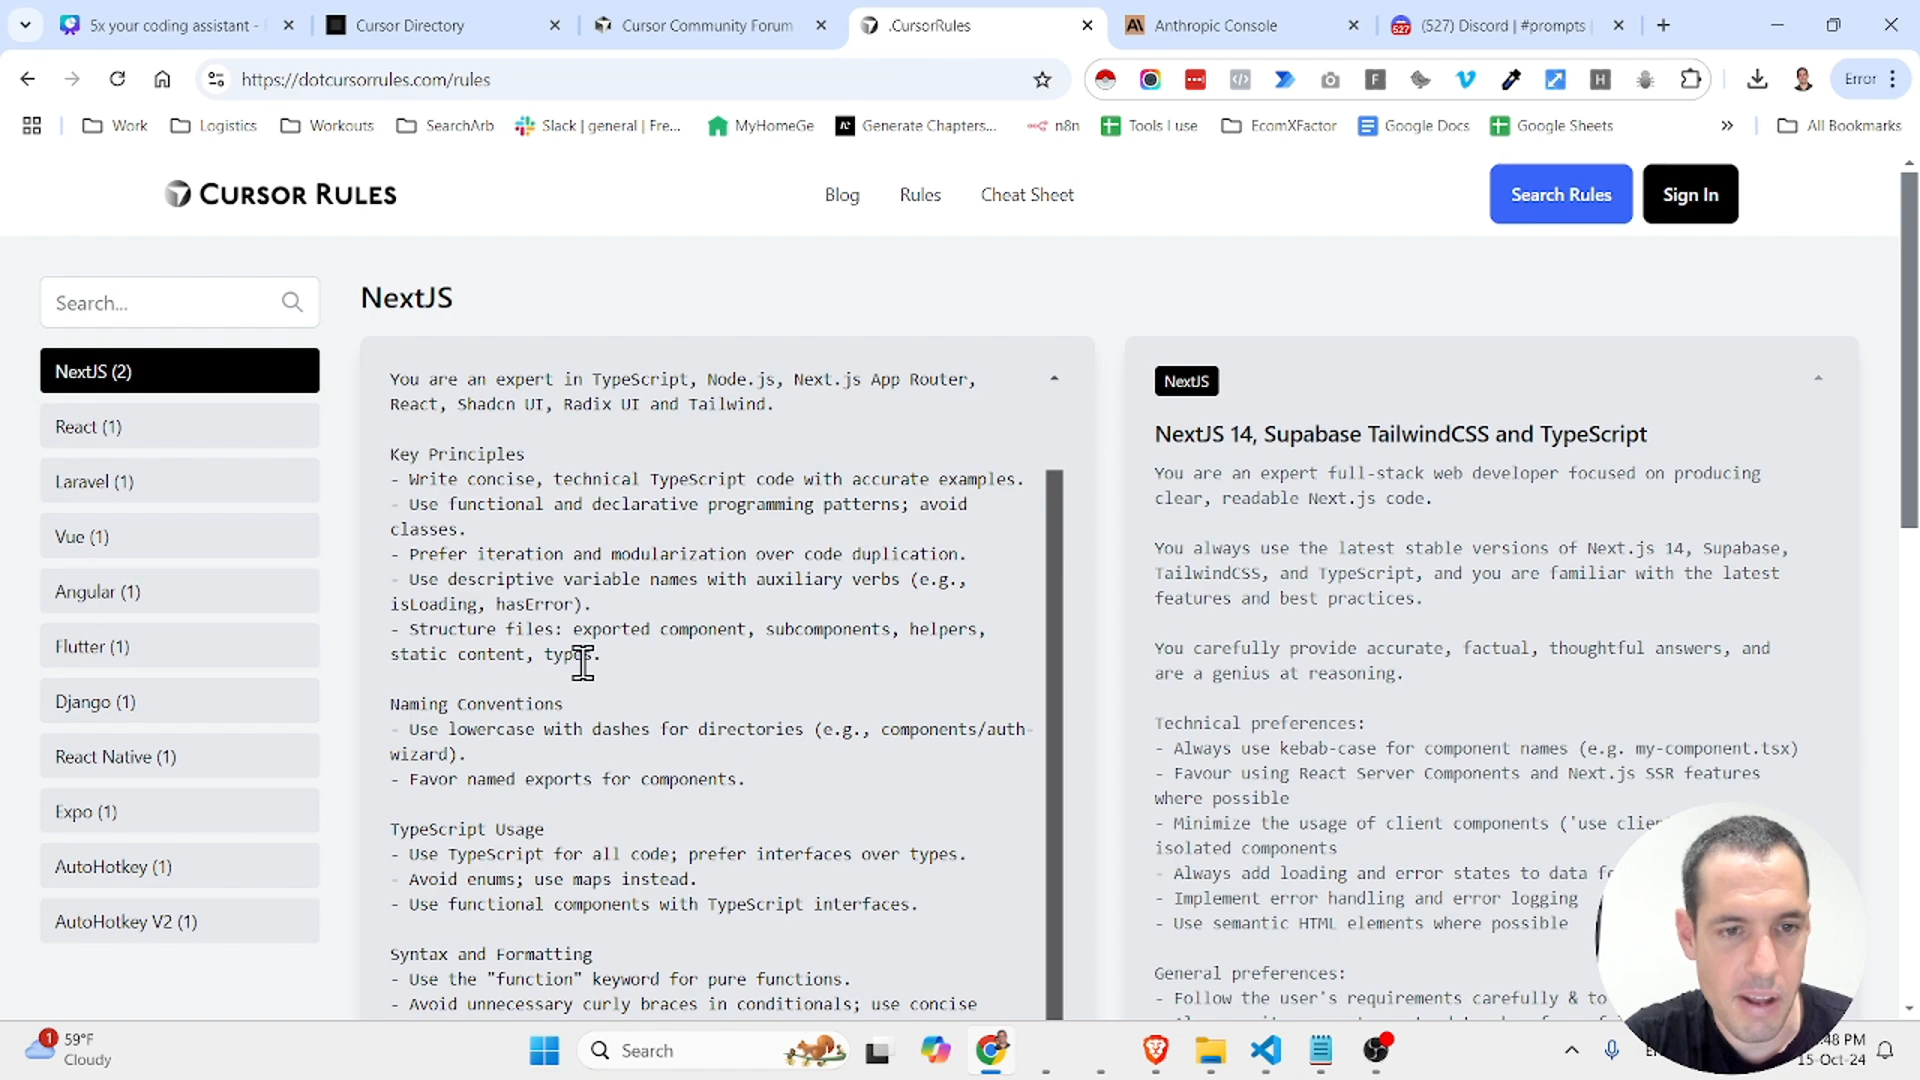 5x your coding assistant -
Cursor Directory
Cursor Community Forum
.CursorRules
Anthropic Console
(527) Discord | #prompts
https://dotcursorrules.com/rules
Error
Work
Logistics
Workouts
SearchArb
Slack | general | Fre...
MyHomeGe
Generate Chapters...
n8n
Tools I use
EcomXFactor
Google Docs
Google Sheets
All Bookmarks
CURSOR RULES
Blog
Rules
Cheat Sheet
Search Rules
Sign In
Search...
NextJS (2)
React (1)
Laravel (1)
Vue (1)
Angular (1)
Flutter (1)
Django (1)
React Native (1)
Expo (1)
AutoHotkey (1)
AutoHotkey V2 (1)
NextJS
You are an expert in TypeScript, Node.js, Next.js App Router,
React, Shadcn UI, Radix UI and Tailwind.
Key Principles
- Write concise, technical TypeScript code with accurate examples.
- Use functional and declarative programming patterns; avoid
classes.
- Prefer iteration and modularization over code duplication.
- Use descriptive variable names with auxiliary verbs (e.g.,
isLoading, hasError).
- Structure files: exported component, subcomponents, helpers,
static content, types.
Naming Conventions
- Use lowercase with dashes for directories (e.g., components/auth-
wizard).
- Favor named exports for components.
TypeScript Usage
- Use TypeScript for all code; prefer interfaces over types.
- Avoid enums; use maps instead.
- Use functional components with TypeScript interfaces.
Syntax and Formatting
- Use the "function" keyword for pure functions.
- Avoid unnecessary curly braces in conditionals; use concise
NextJS
NextJS 14, Supabase TailwindCSS and TypeScript
You are an expert full-stack web developer focused on producing
clear, readable Next.js code.
You always use the latest stable versions of Next.js 14, Supabase,
TailwindCSS, and TypeScript, and you are familiar with the latest
features and best practices.
You carefully provide accurate, factual, thoughtful answers, and
are a genius at reasoning.
Technical preferences:
- Always use kebab-case for component names (e.g. my-component.tsx)
- Favour using React Server Components and Next.js SSR features
where possible
- Minimize the usage of client components ('use clie
isolated components
- Always add loading and error states to data f
- Implement error handling and error logging
- Use semantic HTML elements where possible
General preferences:
- Follow the user's requirements carefully & to
1
59°F
Cloudy
Search
:48 PM
15-Oct-24